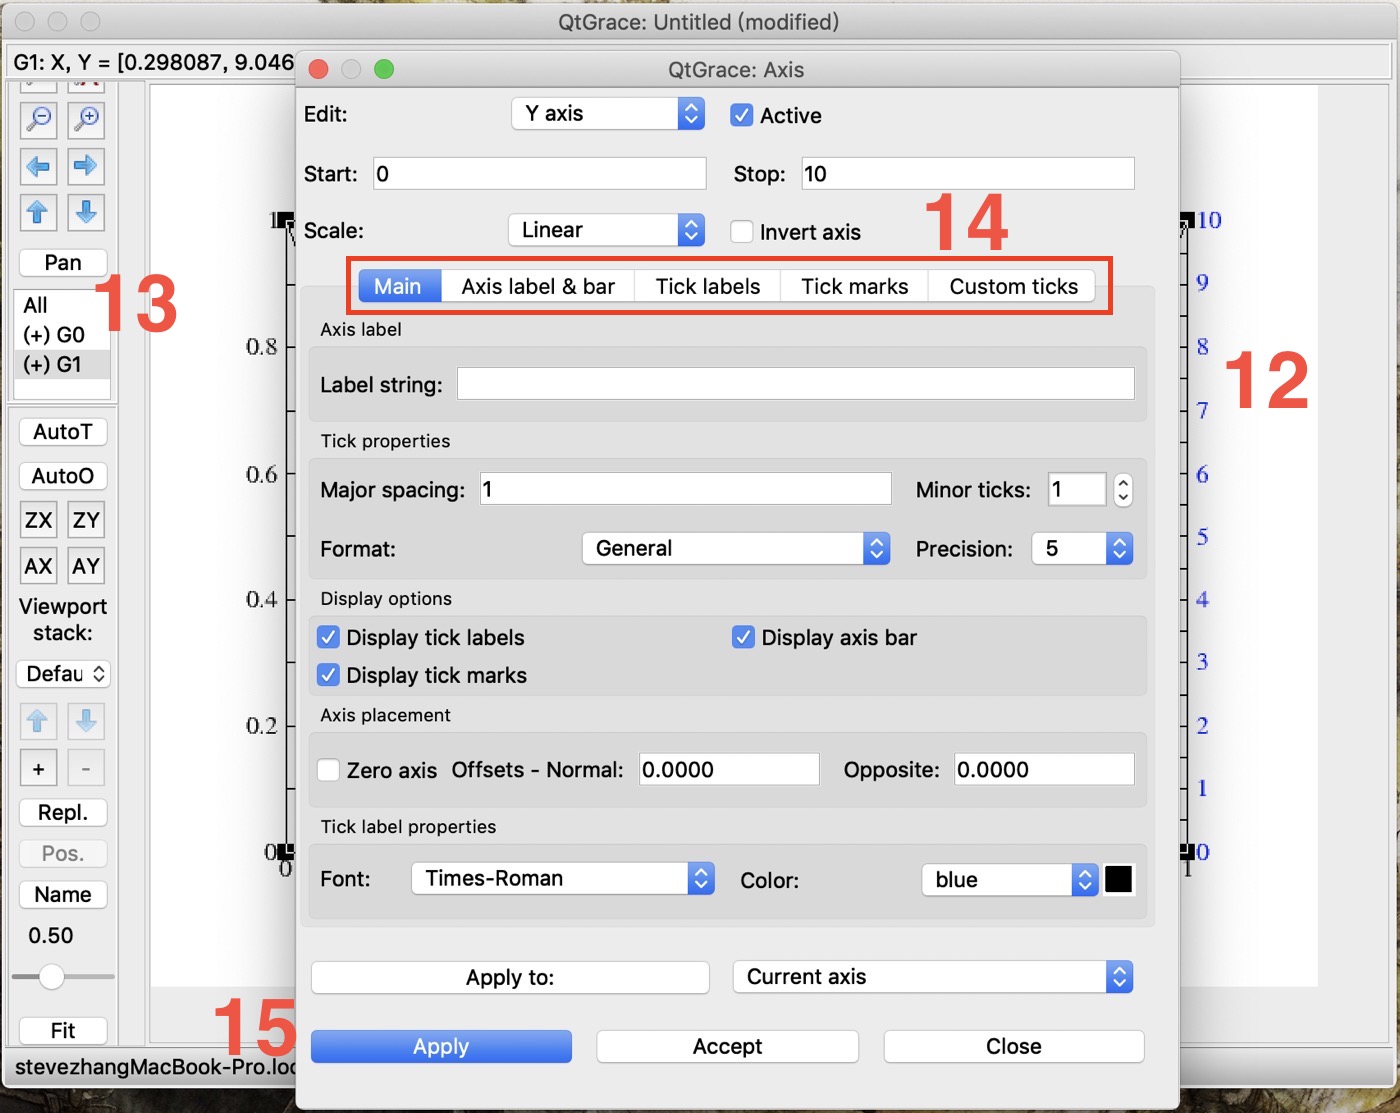 QtGrace: Untitled (modified)
G1: X, Y = [0.298087, 9.046
QtGrace: Axis
Edit: Y axis Active
Start: 0 Stop: 10
Scale: Linear Invert axis
14
Main Axis label & bar Tick labels Tick marks Custom ticks
Axis label
Label string:
Tick properties
Major spacing: 1 Minor ticks: 1
Format: General Precision: 5
Display options
Display tick labels Display axis bar
Display tick marks
Axis placement
Zero axis Offsets - Normal: 0.0000 Opposite: 0.0000
Tick label properties
Font: Times-Roman Color: blue
Apply to: Current axis
Apply Accept Close
Pan
13
All
(+) G0
(+) G1
AutoT
AutoO
ZX ZY
AX AY
Viewport
stack:
Defau
+ -
Repl.
Pos.
Name
0.50
Fit
15
stevezhangMacBook-Pro.loc
1
0.8
0.6
0.4
0.2
0
0
10
9
8
12
7
6
5
4
3
2
1
0
1